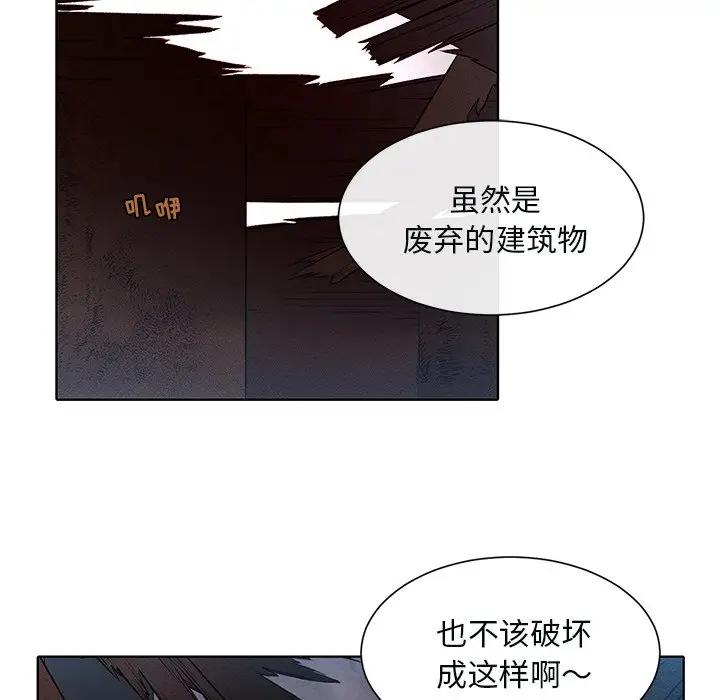 叽咿
虽然是
废弃的建筑物
也不该破坏
成这样啊～